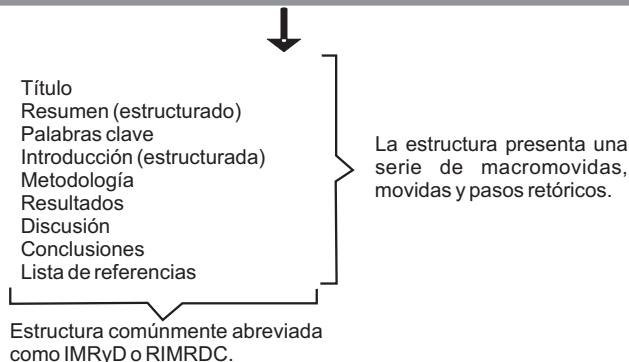 Título
Resumen (estructurado)
Palabras clave
Introducción (estructurada)
Metodología
Resultados
Discusión
Conclusiones
Lista de referencias
La estructura presenta una
serie de macromovidas,
movidas y pasos retóricos.
Estructura comúnmente abreviada
como IMRyD o RIMRDC.